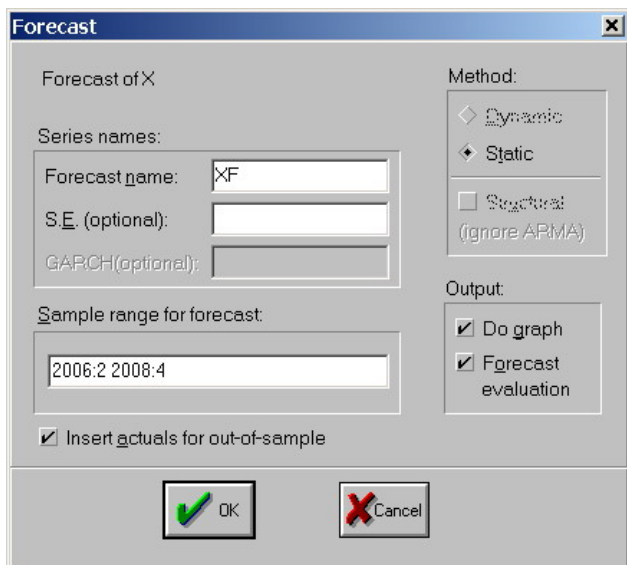 Forecast
Forecast of X
Series names:
Forecast name:
XF
S.E. (optional):
GARCH(optional):
Sample range for forecast:
2006:2 2008:4
Insert actuals for out-of-sample
Method:
Dynamic
Static
Structural
(ignore ARMA)
Output:
Do graph
Forecast
evaluation
OK
Cancel